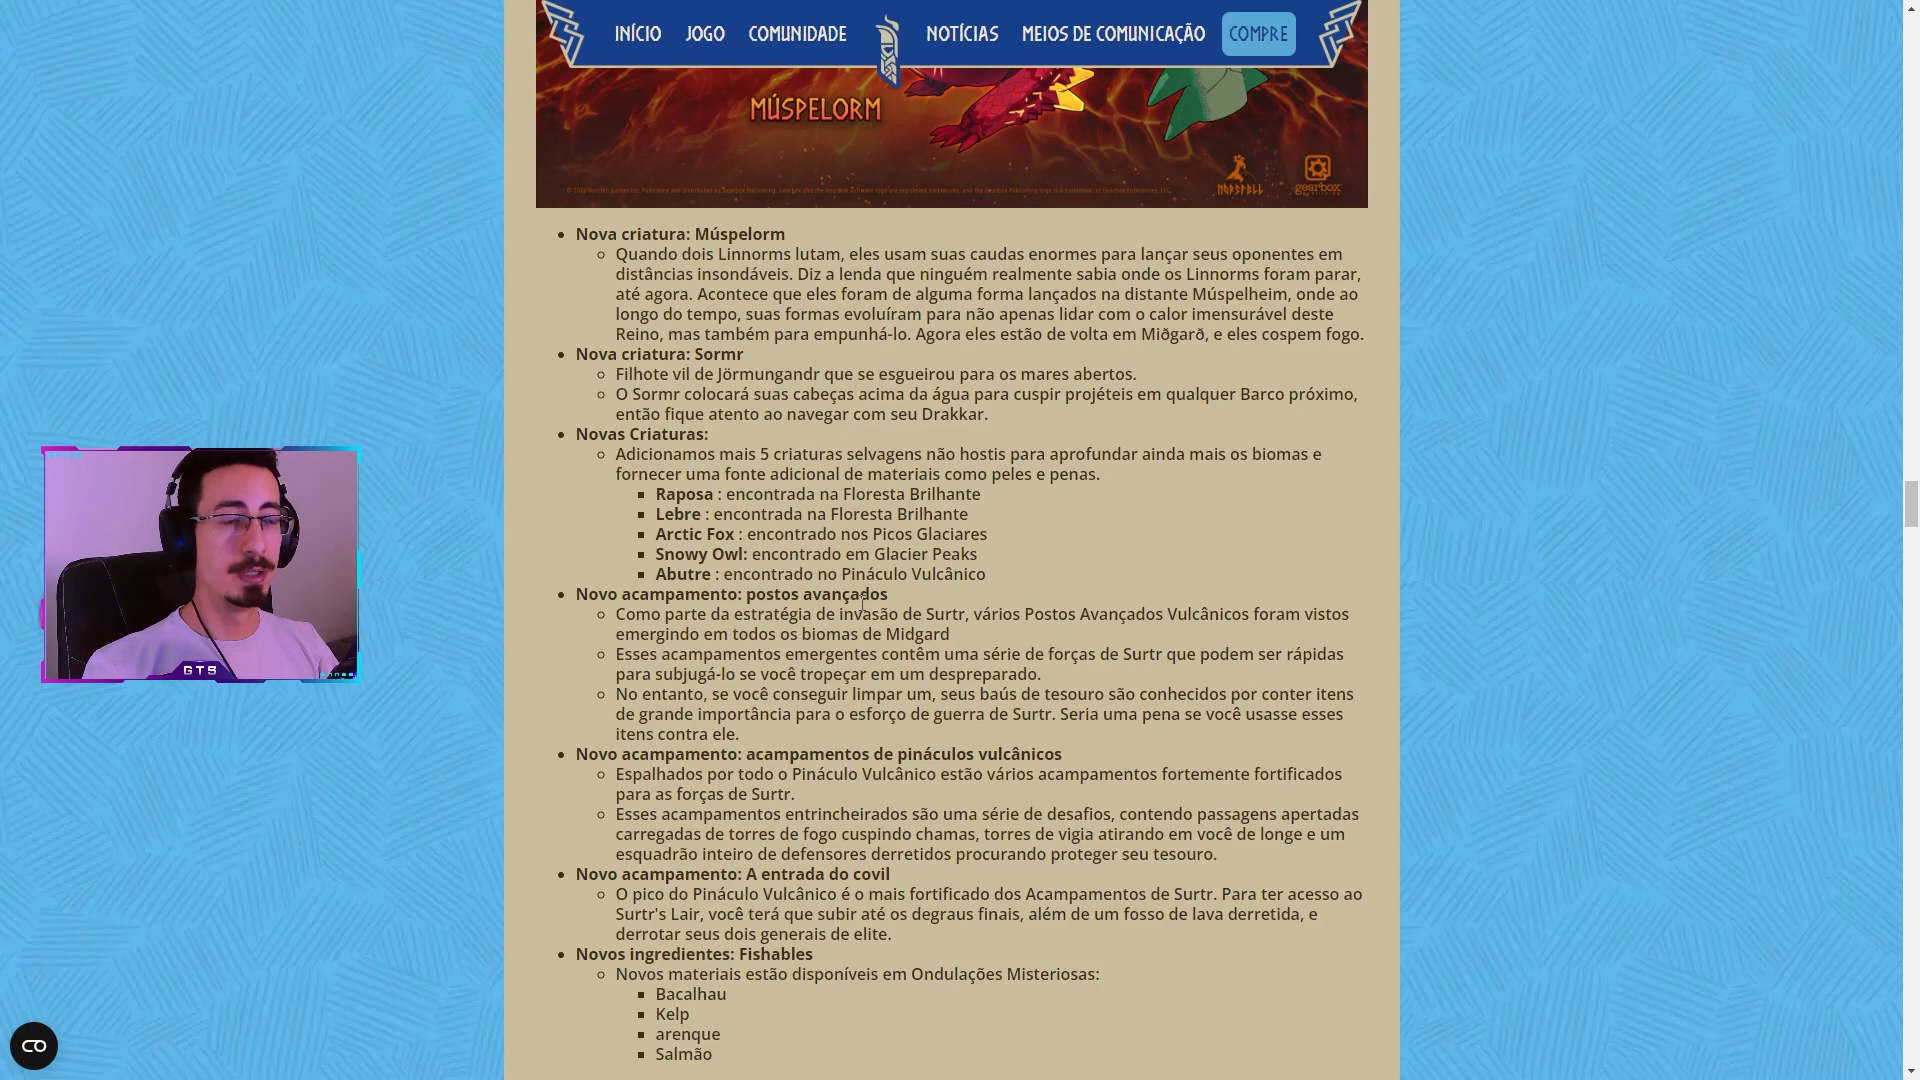 INÍCIO JOGO COMUNIDADE NOTÍCIAS MEIOS DE COMUNICAÇÃO COMPRE
MÚSPELORM
NORSFELL
gearbox
Nova criatura: Múspelorm
Quando dois Linnorms lutam, eles usam suas caudas enormes para lançar seus oponentes em
distâncias insondáveis. Diz a lenda que ninguém realmente sabia onde os Linnorms foram parar,
até agora. Acontece que eles foram de alguma forma lançados na distante Múspelheim, onde ao
longo do tempo, suas formas evoluíram para não apenas lidar com o calor imensurável deste
Reino, mas também para empunhá-lo. Agora eles estão de volta em Miðgarð, e eles cospem fogo.
Nova criatura: Sormr
Filhote vil de Jörmungandr que se esgueirou para os mares abertos.
O Sormr colocará suas cabeças acima da água para cuspir projéteis em qualquer Barco próximo,
então fique atento ao navegar com seu Drakkar.
Novas Criaturas:
Adicionamos mais 5 criaturas selvagens não hostis para aprofundar ainda mais os biomas e
fornecer uma fonte adicional de materiais como peles e penas.
Raposa : encontrada na Floresta Brilhante
Lebre : encontrada na Floresta Brilhante
Arctic Fox : encontrado nos Picos Glaciares
Snowy Owl: encontrado em Glacier Peaks
Abutre : encontrado no Pináculo Vulcânico
Novo acampamento: postos avançados
Como parte da estratégia de invasão de Surtr, vários Postos Avançados Vulcânicos foram vistos
emergindo em todos os biomas de Midgard
Esses acampamentos emergentes contêm uma série de forças de Surtr que podem ser rápidas
para subjugá-lo se você tropeçar em um despreparado.
No entanto, se você conseguir limpar um, seus baús de tesouro são conhecidos por conter itens
de grande importância para o esforço de guerra de Surtr. Seria uma pena se você usasse esses
itens contra ele.
Novo acampamento: acampamentos de pináculos vulcânicos
Espalhados por todo o Pináculo Vulcânico estão vários acampamentos fortemente fortificados
para as forças de Surtr.
Esses acampamentos entrincheirados são uma série de desafios, contendo passagens apertadas
carregadas de torres de fogo cuspindo chamas, torres de vigia atirando em você de longe e um
esquadrão inteiro de defensores derretidos procurando proteger seu tesouro.
Novo acampamento: A entrada do covil
O pico do Pináculo Vulcânico é o mais fortificado dos Acampamentos de Surtr. Para ter acesso ao
Surtr's Lair, você terá que subir até os degraus finais, além de um fosso de lava derretida, e
derrotar seus dois generais de elite.
Novos ingredientes: Fishables
Novos materiais estão disponíveis em Ondulações Misteriosas:
Bacalhau
Kelp
arenque
Salmão
GTS